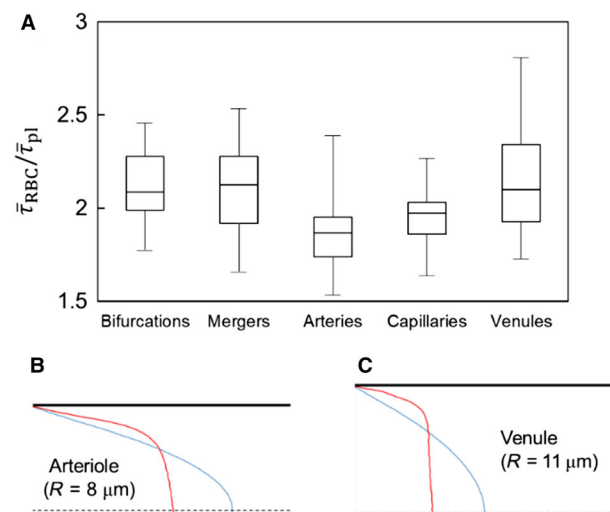 A
τ̄RBC/τ̄pl
3
2.5
2
1.5
Bifurcations Mergers Arteries Capillaries Venules
B
Arteriole
(R = 8 μm)
C
Venule
(R = 11 μm)